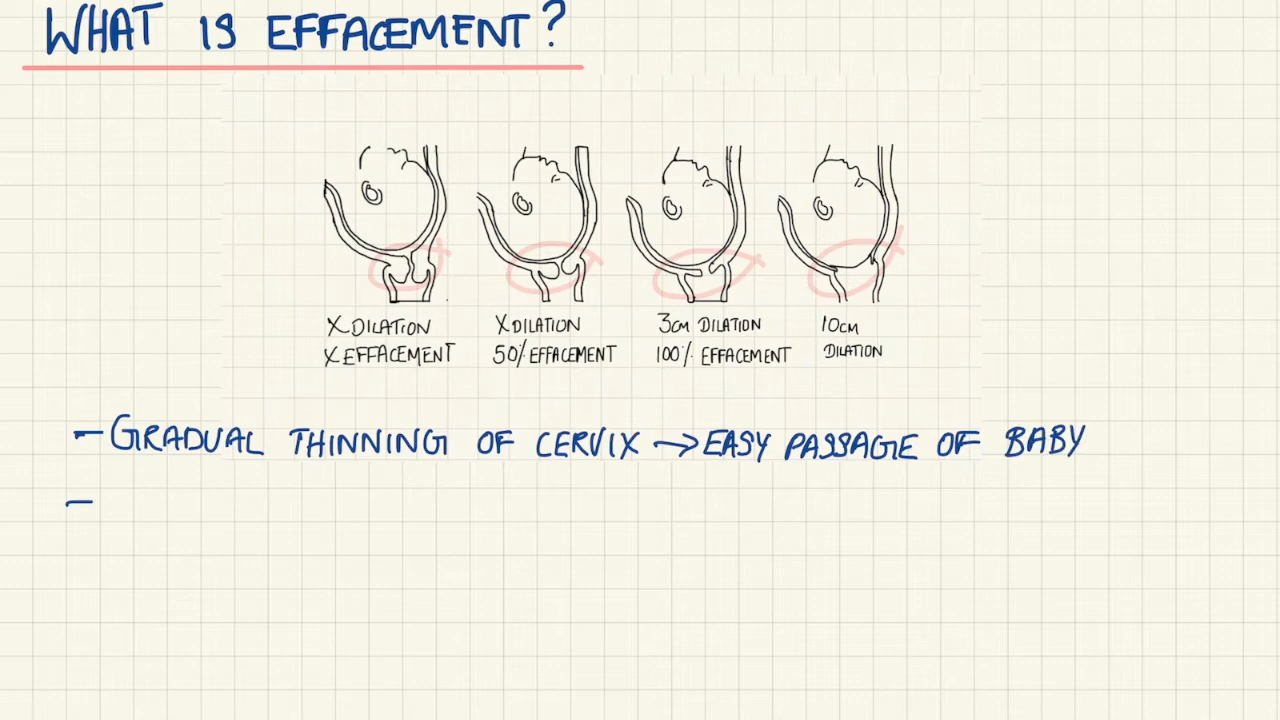 WHAT IS EFFACEMENT?
X DILATION
X EFFACEMENT
X DILATION
50% EFFACEMENT
3CM DILATION
100% EFFACEMENT
10CM
DILATION
- GRADUAL THINNING OF CERVIX → EASY PASSAGE OF BABY
-